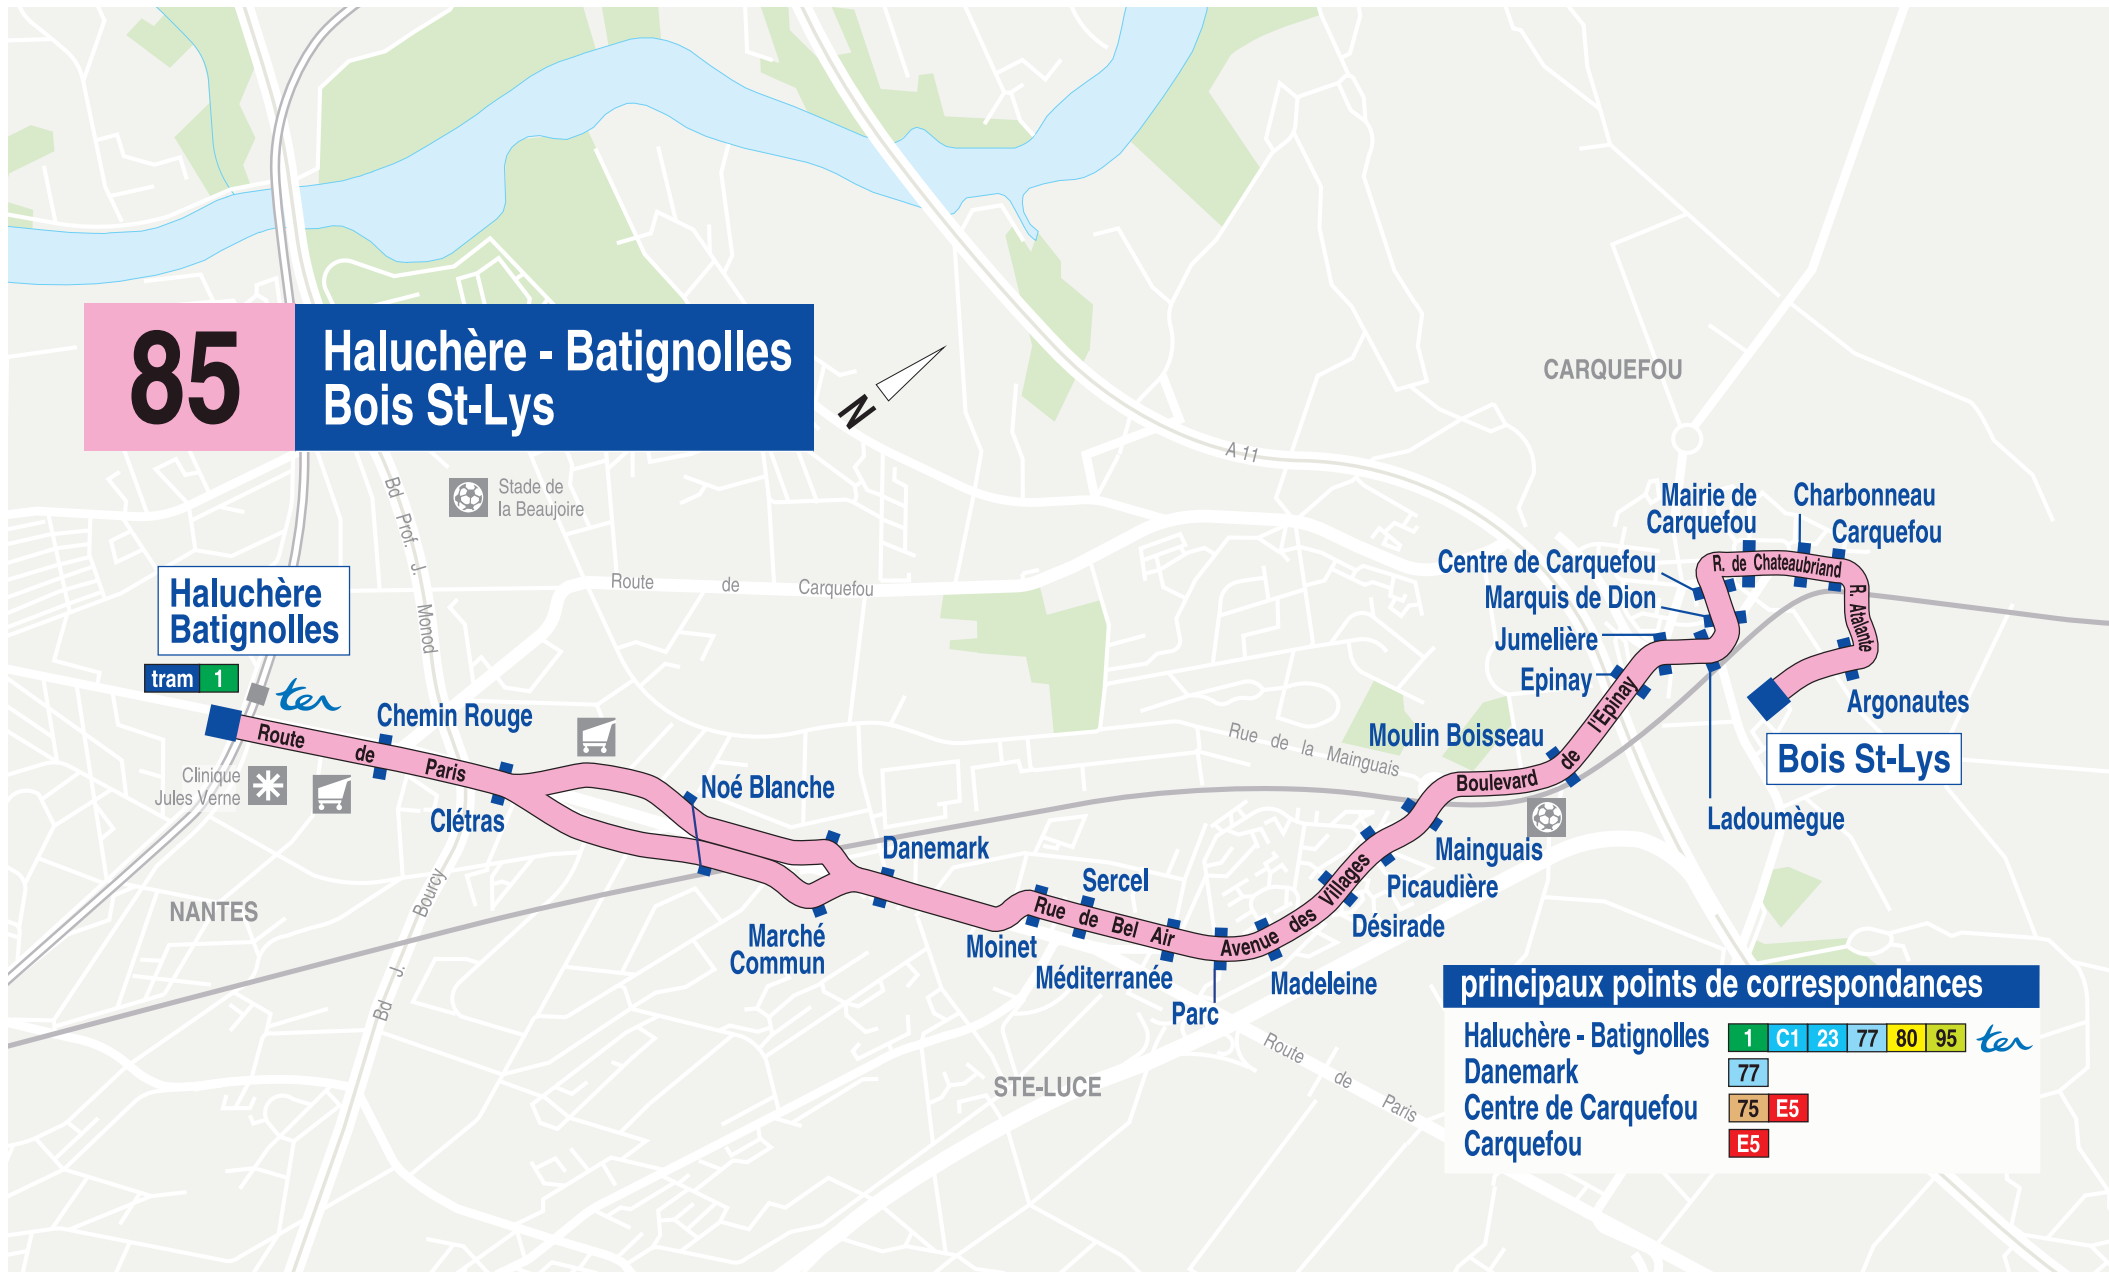 85
Haluchère - Batignolles
Bois St-Lys
N
CARQUEFOU
A 11
Bd Prof. J. Monod
Stade de
la Beaujoire
Mairie de
Carquefou
Charbonneau
Carquefou
Centre de Carquefou
R. de Chateaubriand
Marquis de Dion
R. Atalante
Jumelière
Epinay
Argonautes
Bois St-Lys
Ladoumègue
Route de Carquefou
Haluchère
Batignolles
tram 1
ter
Chemin Rouge
Route de Paris
Clinique
Jules Verne
Clétras
Noé Blanche
Rue de la Mainguais
Moulin Boisseau
Boulevard de l'Epinay
Mainguais
Picaudière
Désirade
Danemark
Sercel
Rue de Bel Air
Avenue des Villages
NANTES
Bd J. Bourcy
Marché
Commun
Moinet
Méditerranée
Madeleine
Parc
Route de Paris
STE-LUCE
principaux points de correspondances
Haluchère - Batignolles 1 C1 23 77 80 95 ter
Danemark 77
Centre de Carquefou 75 E5
Carquefou E5